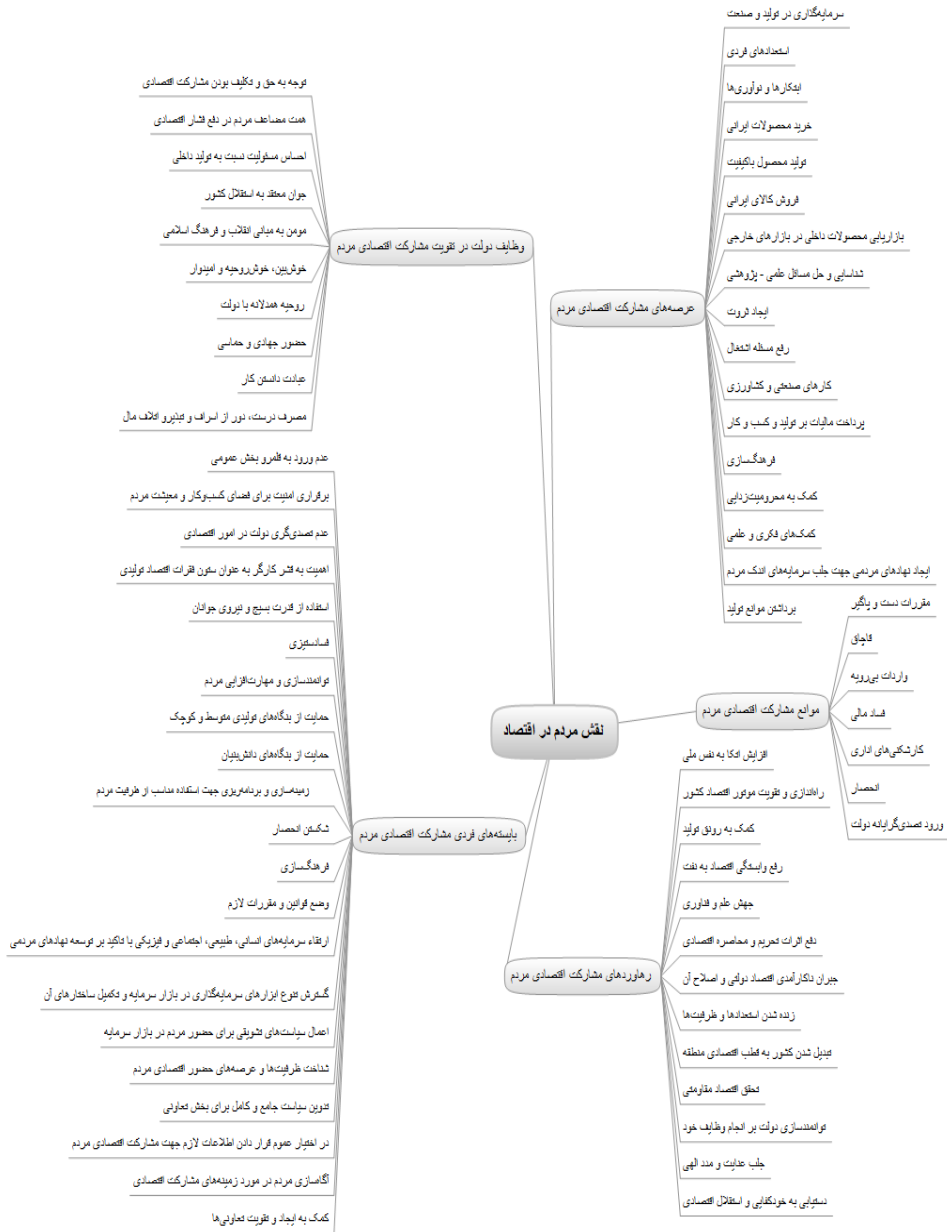 نقش مردم در اقتصاد
عرصه‌های مشارکت اقتصادی مردم
سرمایه‌گذاری در تولید و صنعت
استعدادهای فردی
ابتکارها و نوآوری‌ها
خرید محصولات ایرانی
تولید محصول باکیفیت
فروش کالای ایرانی
بازاریابی محصولات داخلی در بازارهای خارجی
شناسایی و حل مسائل علمی - پژوهشی
ایجاد ثروت
رفع مسئله اشتغال
کارهای صنعتی و کشاورزی
پرداخت مالیات بر تولید و کسب و کار
فرهنگ‌سازی
کمک به محرومیت‌زدایی
کمک‌های فکری و علمی
ایجاد نهادهای مردمی جهت جلب سرمایه‌های اندک مردم
برداشتن موانع تولید
موانع مشارکت اقتصادی مردم
مقررات دست و پاگیر
قاچاق
واردات بی‌رویه
فساد مالی
کارشکنی‌های اداری
انحصار
ورود تصدی‌گرایانه دولت
رهاوردهای مشارکت اقتصادی مردم
افزایش اتکا به نفس ملی
راه‌اندازی و تقویت موتور اقتصاد کشور
کمک به رونق تولید
رفع وابستگی اقتصاد به نفت
جهش علم و فناوری
دفع اثرات تحریم و محاصره اقتصادی
جبران ناکارآمدی اقتصاد دولتی و اصلاح آن
زنده شدن استعدادها و ظرفیت‌ها
تبدیل شدن کشور به قطب اقتصادی منطقه
تحقق اقتصاد مقاومتی
توانمندسازی دولت بر انجام وظایف خود
جلب عنایت و مدد الهی
دستیابی به خودکفایی و استقلال اقتصادی
وظایف دولت در تقویت مشارکت اقتصادی مردم
توجه به حق و تکلیف بودن مشارکت اقتصادی
همت مضاعف مردم در دفع فشار اقتصادی
احساس مسئولیت نسبت به تولید داخلی
جوان معتقد به استقلال کشور
مومن به مبانی انقلاب و فرهنگ اسلامی
خوش‌بین، خوش‌روحیه و امیدوار
روحیه همدلانه با دولت
حضور جهادی و حماسی
عبادت دانستن کار
مصرف درست، دور از اسراف و تبذیرو اتلاف مال
بایسته‌های فردی مشارکت اقتصادی مردم
عدم ورود به قلمرو بخش عمومی
برقراری امنیت برای فضای کسب‌وکار و معیشت مردم
عدم تصدی‌گری دولت در امور اقتصادی
اهمیت به قشر کارگر به عنوان ستون فقرات اقتصاد تولیدی
استفاده از قدرت بسیج و نیروی جوانان
فسادستیزی
توانمندسازی و مهارت‌افزایی مردم
حمایت از بنگاه‌های تولیدی متوسط و کوچک
حمایت از بنگاه‌های دانش‌بنیان
زمینه‌سازی و برنامه‌ریزی جهت استفاده مناسب از ظرفیت مردم
شکستن انحصار
فرهنگ‌سازی
وضع قوانین و مقررات لازم
ارتقاء سرمایه‌های انسانی، طبیعی، اجتماعی و فیزیکی با تاکید بر توسعه نهادهای مردمی
گسترش تنوع ابزارهای سرمایه‌گذاری در بازار سرمایه و تکمیل ساختارهای آن
اعمال سیاست‌های تشویقی برای حضور مردم در بازار سرمایه
شناخت ظرفیت‌ها و عرصه‌های حضور اقتصادی مردم
تدوین سیاست جامع و کامل برای بخش تعاونی
در اختیار عموم قرار دادن اطلاعات لازم جهت مشارکت اقتصادی مردم
آگاه‌سازی مردم در مورد زمینه‌های مشارکت اقتصادی
کمک به ایجاد و تقویت تعاونی‌ها